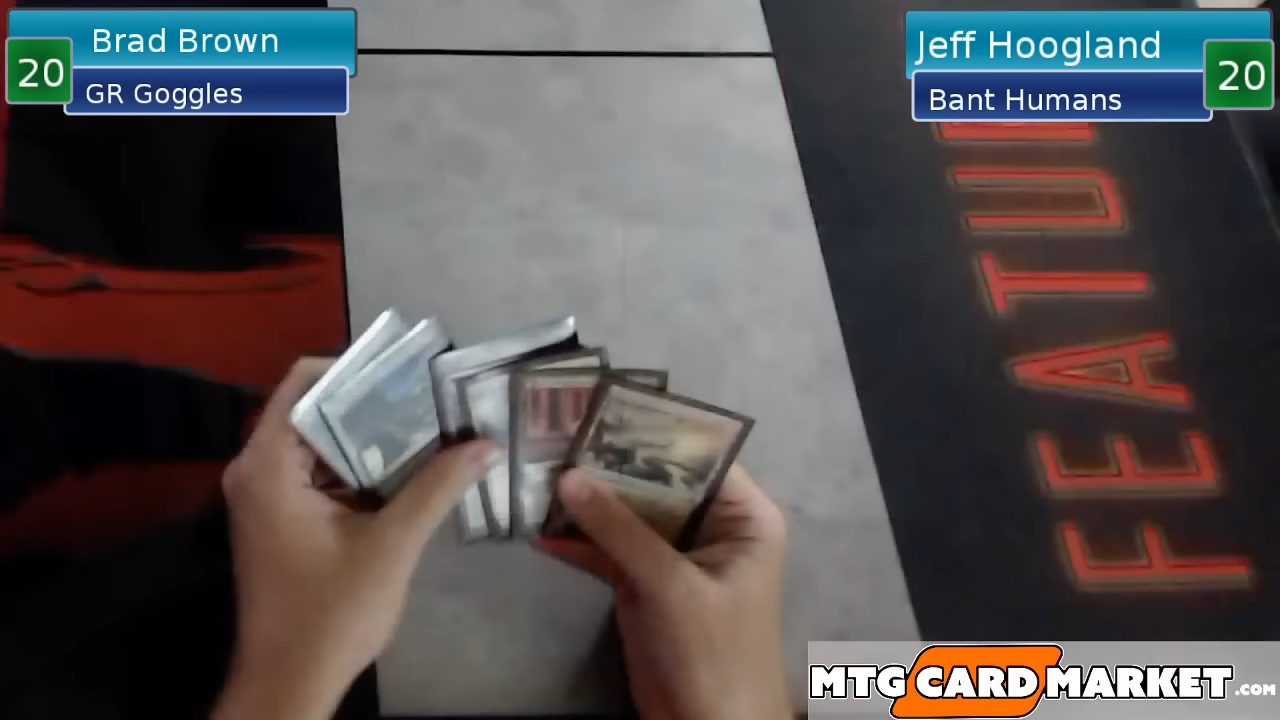 Brad Brown
20
GR Goggles
Jeff Hoogland
20
Bant Humans
FEATU
MTG CARD MARKET.com